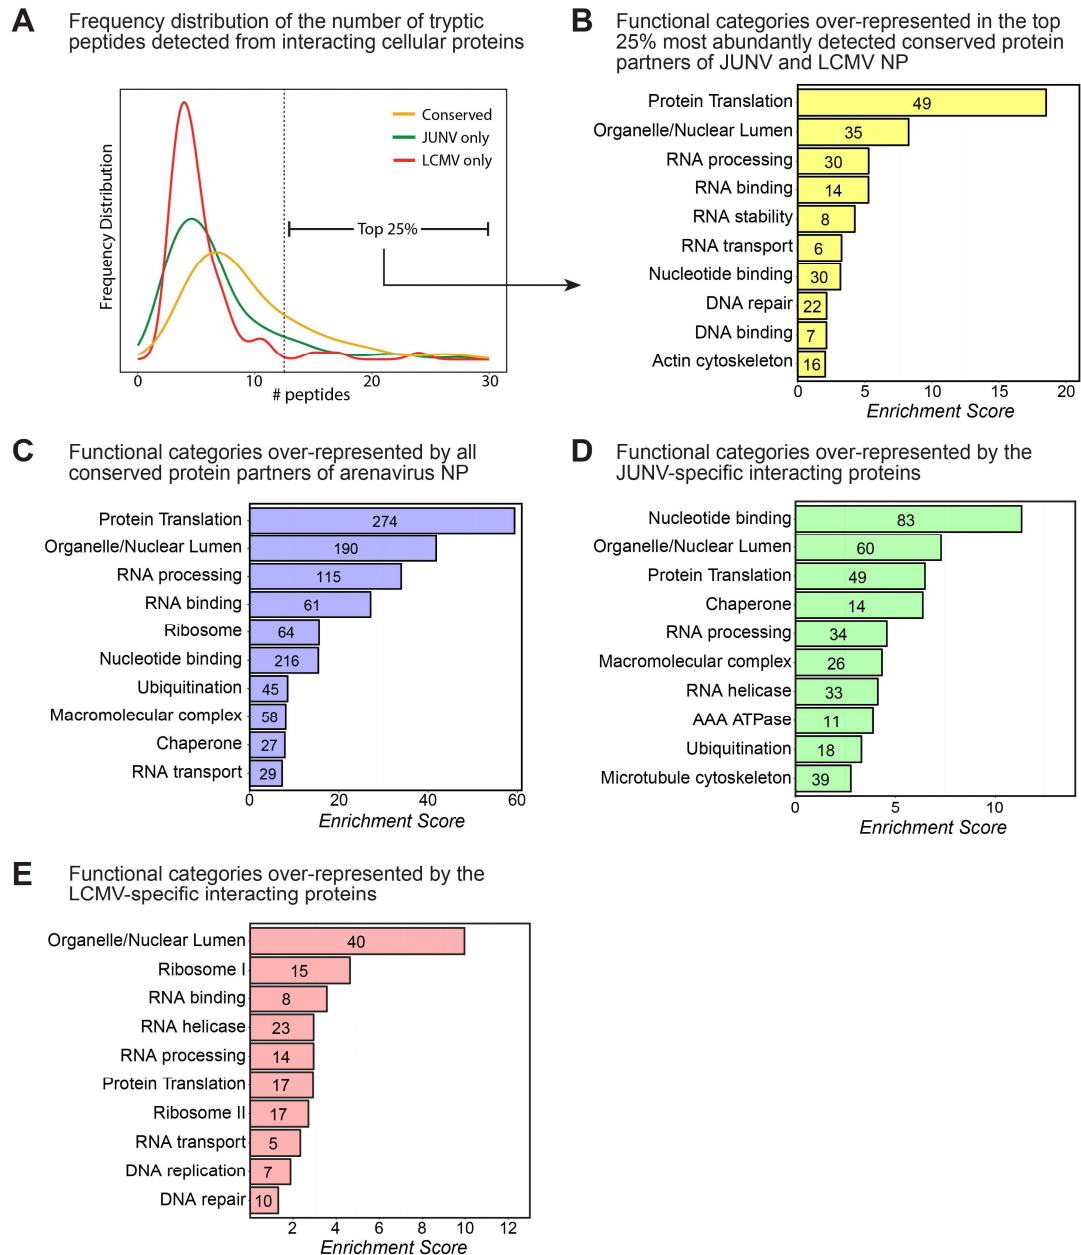 A
Frequency distribution of the number of tryptic
peptides detected from interacting cellular proteins
Frequency Distribution
Conserved
JUNV only
LCMV only
Top 25%
0 10 20 30
# peptides
B
Functional categories over-represented in the top
25% most abundantly detected conserved protein
partners of JUNV and LCMV NP
Protein Translation 49
Organelle/Nuclear Lumen 35
RNA processing 30
RNA binding 14
RNA stability 8
RNA transport 6
Nucleotide binding 30
DNA repair 22
DNA binding 7
Actin cytoskeleton 16
0 5 10 15 20
Enrichment Score
C
Functional categories over-represented by all
conserved protein partners of arenavirus NP
Protein Translation 274
Organelle/Nuclear Lumen 190
RNA processing 115
RNA binding 61
Ribosome 64
Nucleotide binding 216
Ubiquitination 45
Macromolecular complex 58
Chaperone 27
RNA transport 29
0 20 40 60
Enrichment Score
D
Functional categories over-represented by the
JUNV-specific interacting proteins
Nucleotide binding 83
Organelle/Nuclear Lumen 60
Protein Translation 49
Chaperone 14
RNA processing 34
Macromolecular complex 26
RNA helicase 33
AAA ATPase 11
Ubiquitination 18
Microtubule cytoskeleton 39
0 5 10
Enrichment Score
E
Functional categories over-represented by the
LCMV-specific interacting proteins
Organelle/Nuclear Lumen 40
Ribosome I 15
RNA binding 8
RNA helicase 23
RNA processing 14
Protein Translation 17
Ribosome II 17
RNA transport 5
DNA replication 7
DNA repair 10
2 4 6 8 10 12
Enrichment Score